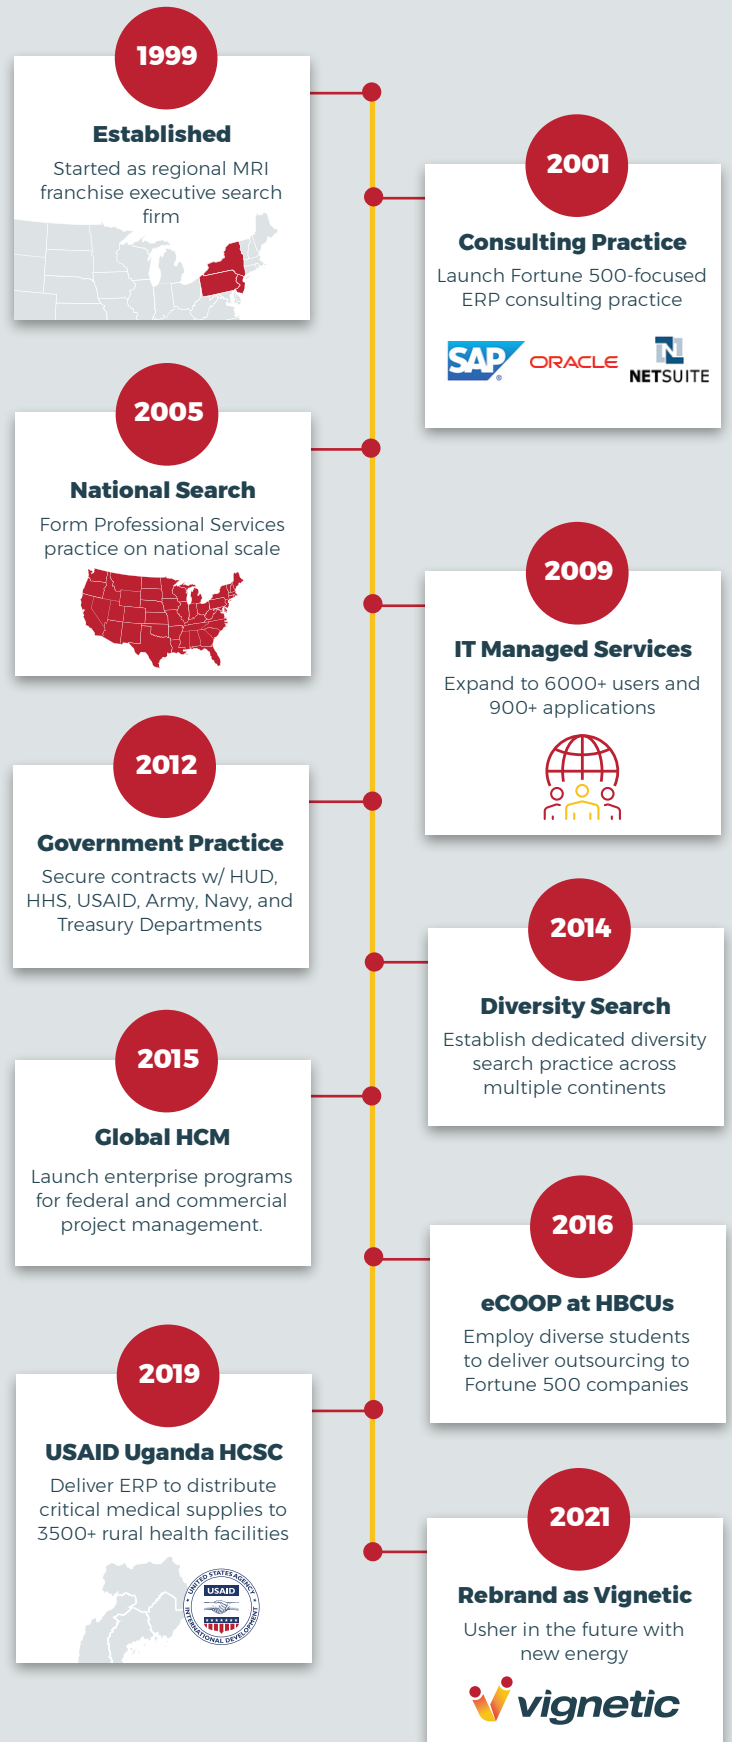 1999
Established
Started as regional MRI
franchise executive search
firm
2001
Consulting Practice
Launch Fortune 500-focused
ERP consulting practice
SAP
®
ORACLE
N
NETSUITE
2005
National Search
Form Professional Services
practice on national scale
2009
IT Managed Services
Expand to 6000+ users and
900+ applications
2012
Government Practice
Secure contracts w/ HUD,
HHS, USAID, Army, Navy, and
Treasury Departments
2014
Diversity Search
Establish dedicated diversity
search practice across
multiple continents
2015
Global HCM
Launch enterprise programs
for federal and commercial
project management.
2016
eCOOP at HBCUs
Employ diverse students
to deliver outsourcing to
Fortune 500 companies
2019
USAID Uganda HCSC
Deliver ERP to distribute
critical medical supplies to
3500+ rural health facilities
UNITED STATES AGENCY
USAID
INTERNATIONAL DEVELOPMENT
2021
Rebrand as Vignetic
Usher in the future with
new energy
vignetic